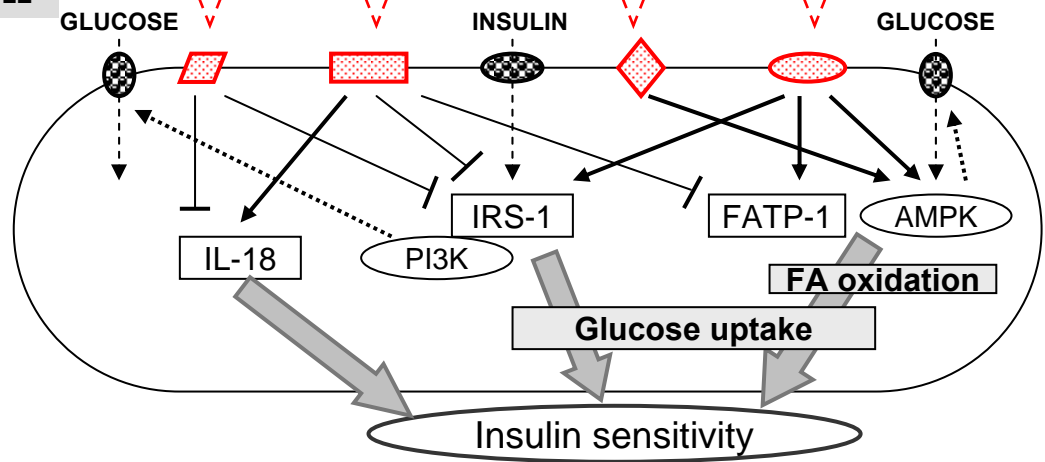 GLUCOSE
INSULIN
GLUCOSE
IRS-1
FATP-1
AMPK
IL-18
PI3K
FA oxidation
Glucose uptake
Insulin sensitivity